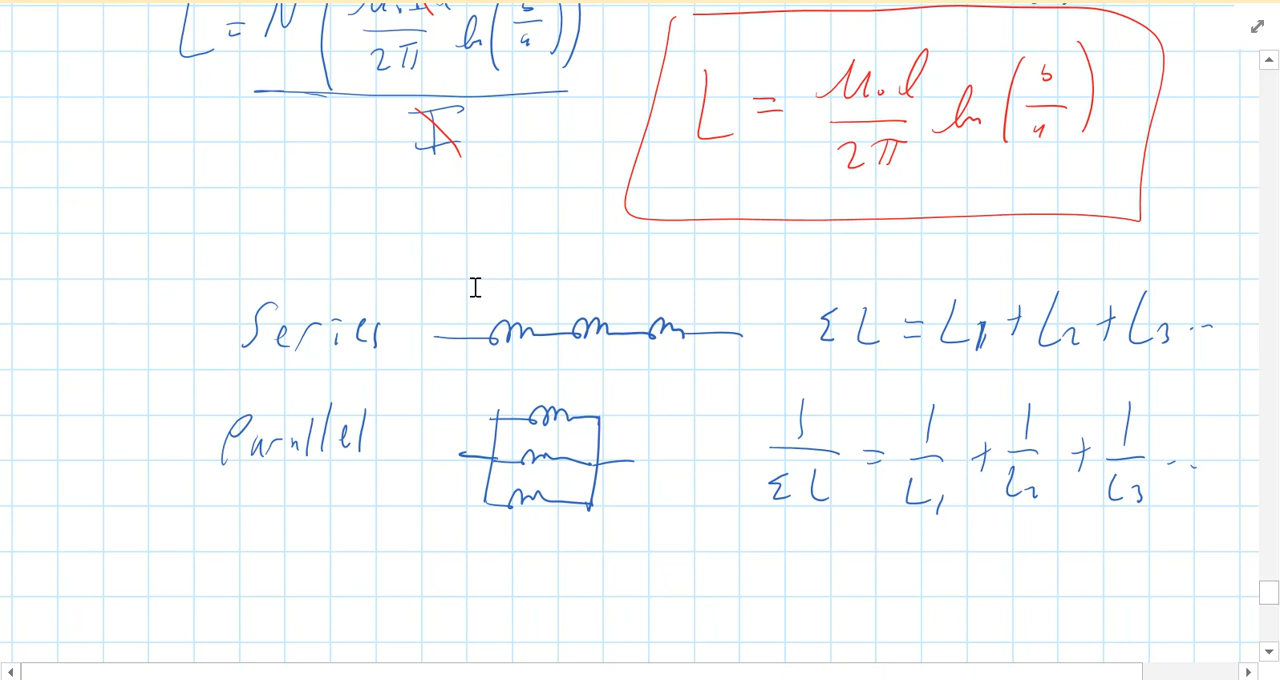 L = N ( μ₀ I l / 2π ln( b/a ) ) / I
L = μ₀ l / 2π ln( b/a )
Series ΣL = L₁ + L₂ + L₃ ...
Parallel 1/ΣL = 1/L₁ + 1/L₂ + 1/L₃ ...